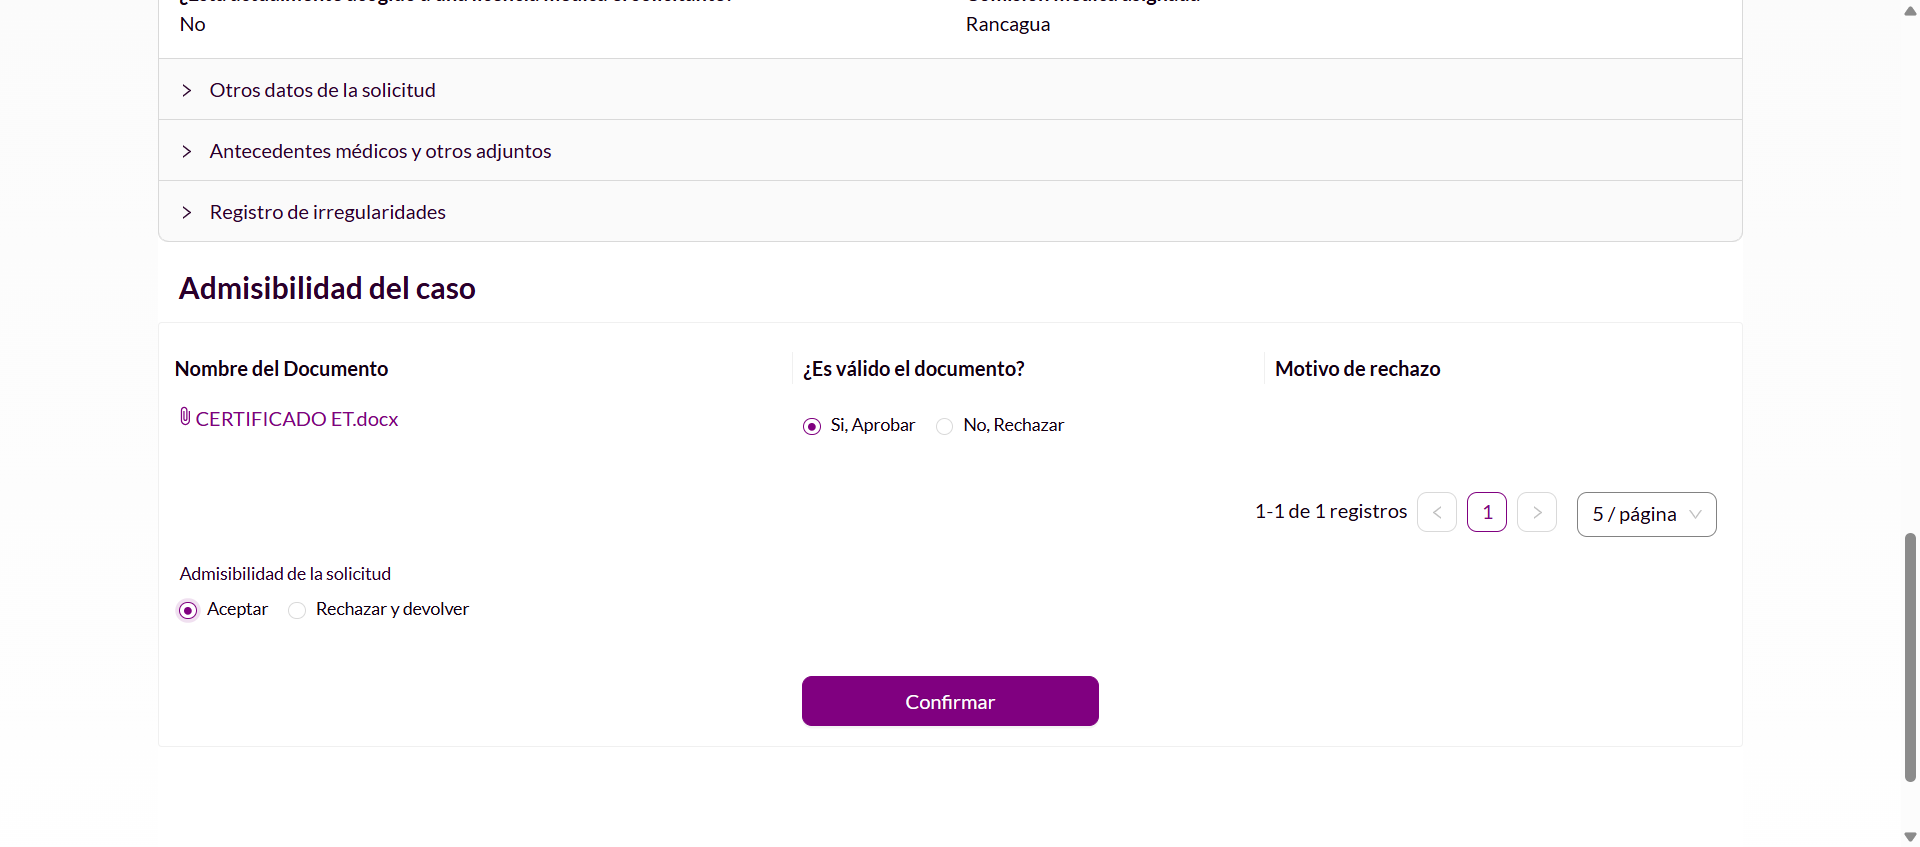 No
Rancagua
Otros datos de la solicitud
Antecedentes médicos y otros adjuntos
Registro de irregularidades
Admisibilidad del caso
Nombre del Documento
¿Es válido el documento?
Motivo de rechazo
CERTIFICADO ET.docx
Si, Aprobar
No, Rechazar
1-1 de 1 registros
1
5 / página
Admisibilidad de la solicitud
Aceptar
Rechazar y devolver
Confirmar